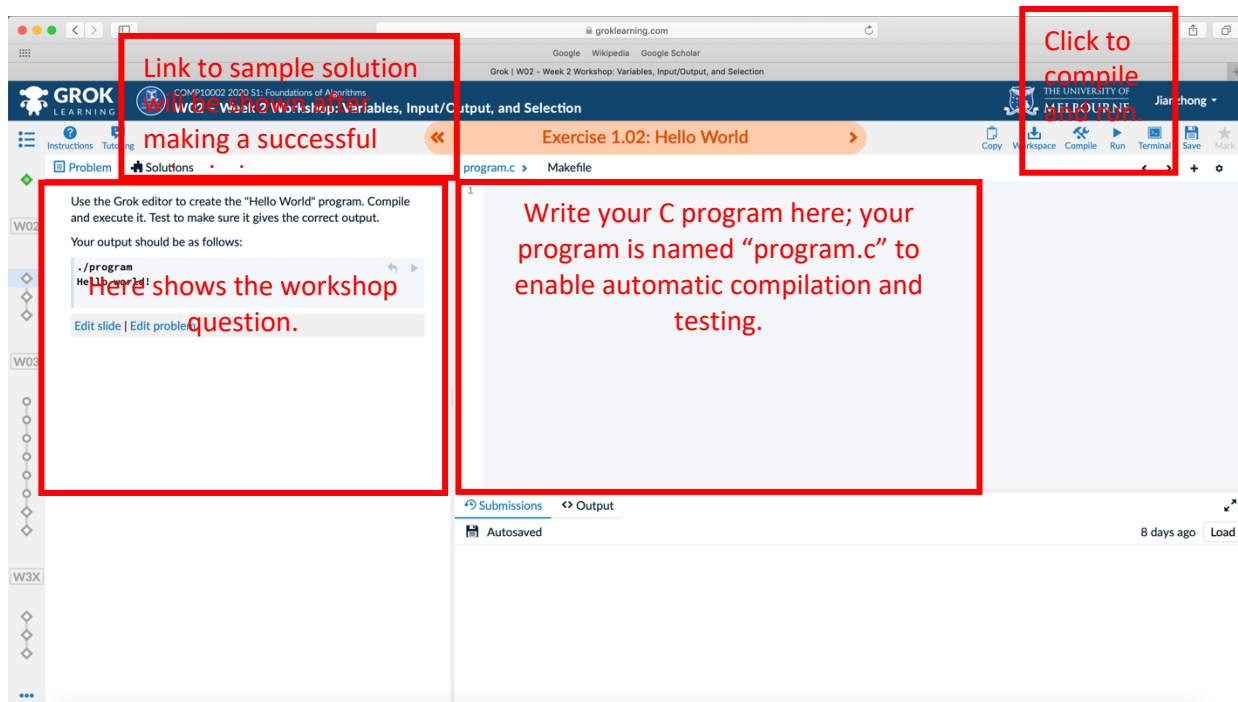 groklearning.com
Google Wikipedia Google Scholar
Grok | W02 - Week 2 Workshop: Variables, Input/Output, and Selection
Link to sample solution
will be shown after
making a successful
Click to
compile
and run.
GROK
LEARNING
COMP10002 2020 S1: Foundations of Algorithms
W02 - Week 2 Workshop: Variables, Input/Output, and Selection
THE UNIVERSITY OF
MELBOURNE
Jianzhong
Instructions Tutoring
Exercise 1.02: Hello World
Copy Workspace Compile Run Terminal Save Mark
Problem Solutions
program.c Makefile
W02
W03
W3X
Use the Grok editor to create the "Hello World" program. Compile
and execute it. Test to make sure it gives the correct output.
Your output should be as follows:
./program
Hello world!
Edit slide | Edit problem
Here shows the workshop
question.
1
Write your C program here; your
program is named “program.c” to
enable automatic compilation and
testing.
Submissions <> Output
Autosaved
8 days ago Load